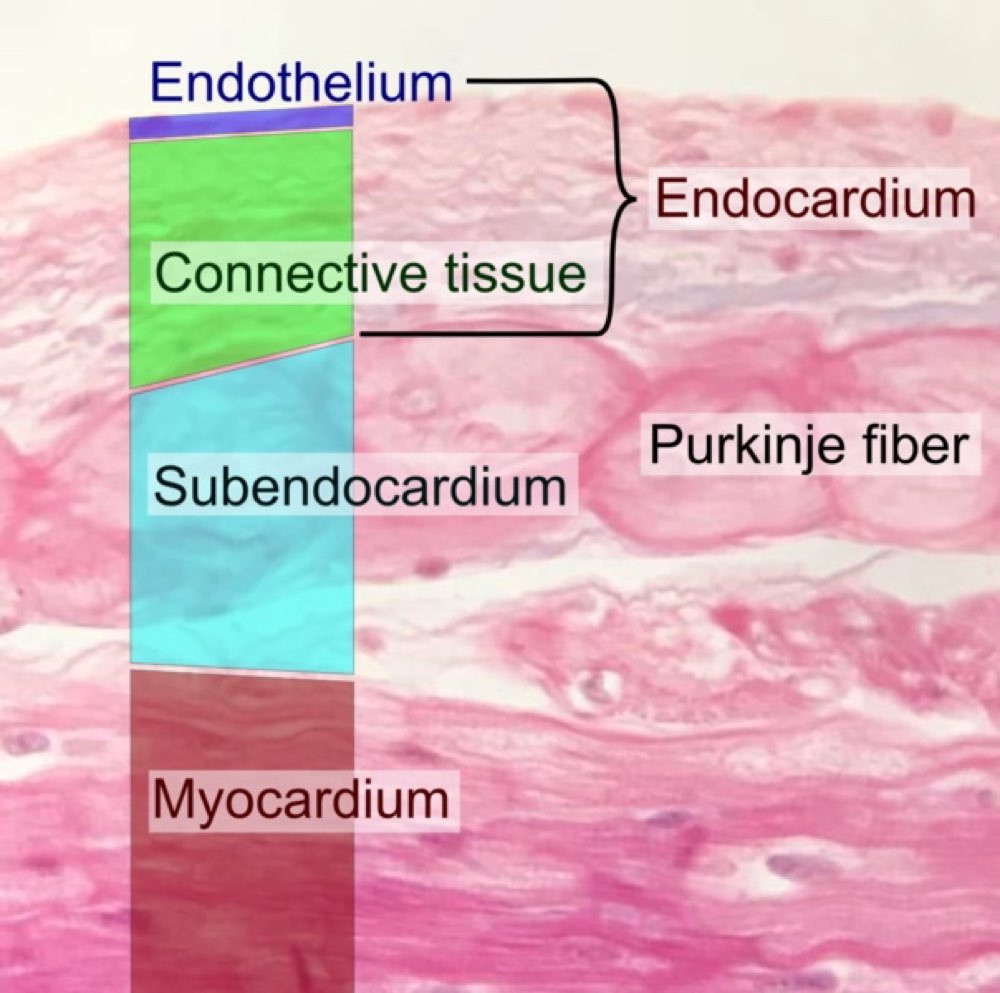 Endothelium
Endocardium
Connective tissue
Purkinje fiber
Subendocardium
Myocardium